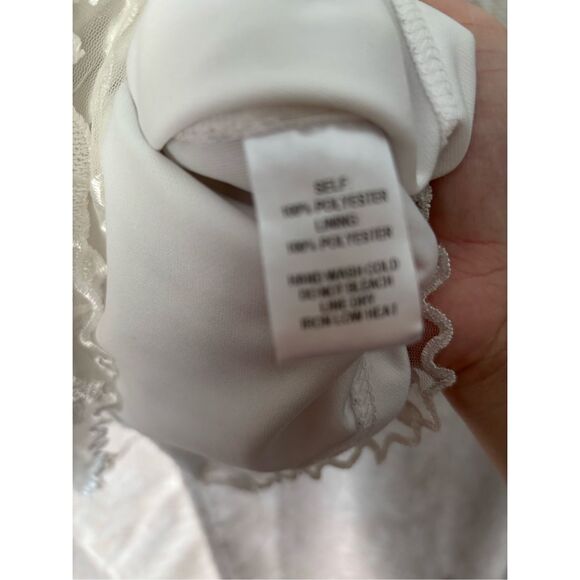 SELF
100% POLYESTER
LINING
100% POLYESTER
HAND WASH COLD
DO NOT BLEACH
LINE DRY
IRON LOW HEAT